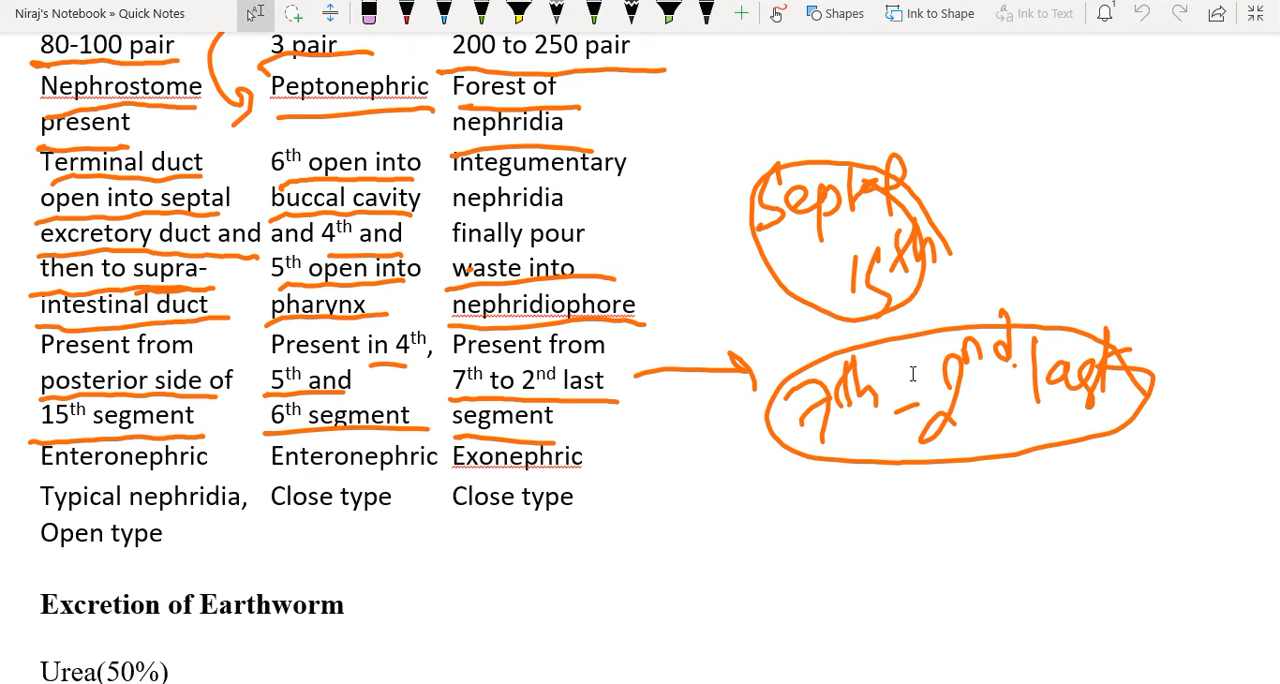 Niraj's Notebook » Quick Notes
Shapes
Ink to Shape
Ink to Text
80-100 pair
3 pair
200 to 250 pair
Nephrostome
present
Peptonephric
Forest of
nephridia
Terminal duct
open into septal
excretory duct and
then to supra-
intestinal duct
6th open into
buccal cavity
and 4th and
5th open into
pharynx
Integumentary
nephridia
finally pour
waste into
nephridiophore
Present from
posterior side of
15th segment
Present in 4th,
5th and
6th segment
Present from
7th to 2nd last
segment
Enteronephric
Enteronephric
Exonephric
Typical nephridia,
Open type
Close type
Close type
Septal
15th
7th - 2nd last
Excretion of Earthworm
Urea(50%)